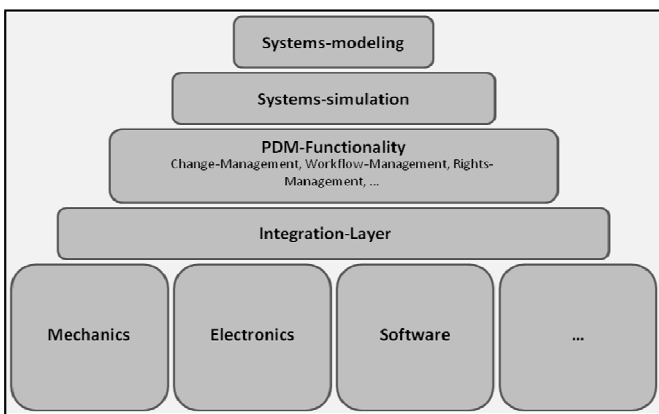 Systems-modeling
Systems-simulation
PDM-Functionality
Change-Management, Workflow-Management, Rights-
Management, ...
Integration-Layer
Mechanics
Electronics
Software
...